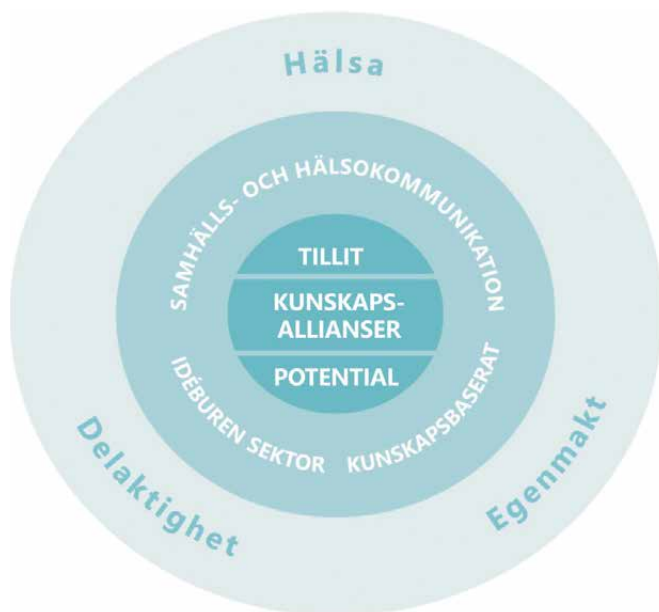 Hälsa
SAMHÄLLS- OCH HÄLSOKOMMUNIKATION
TILLIT
KUNSKAPS-
ALLIANSER
POTENTIAL
IDÉBUREN SEKTOR
KUNSKAPSBASERAT
Delaktighet
Egenmakt